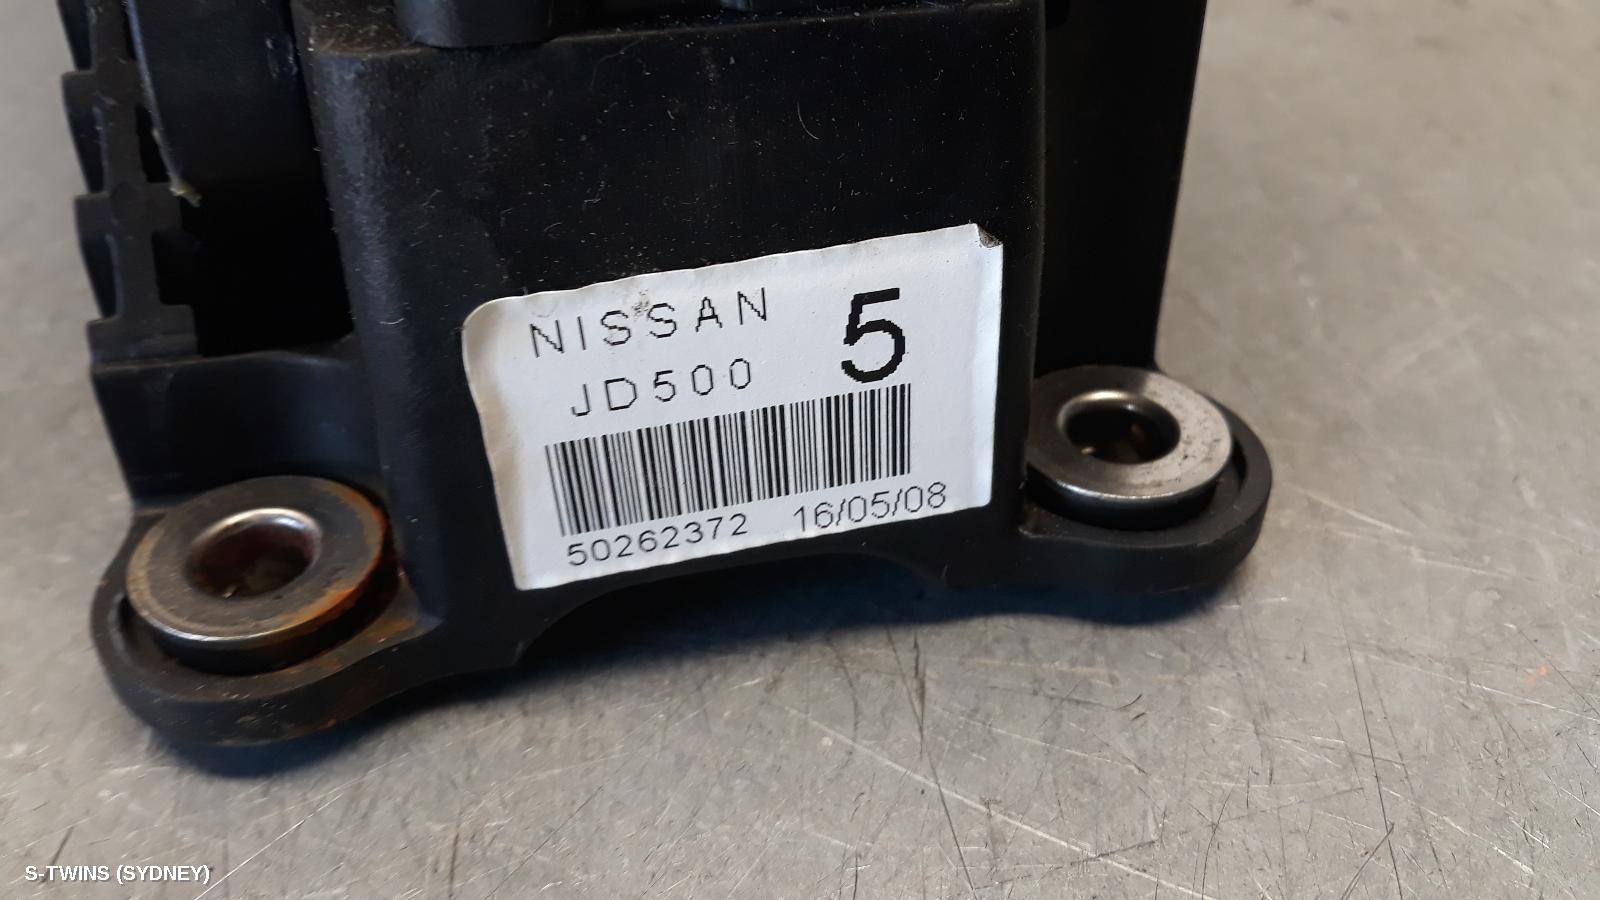 NISSAN 5
JD500
50262372 16/05/08
S-TWINS (SYDNEY)